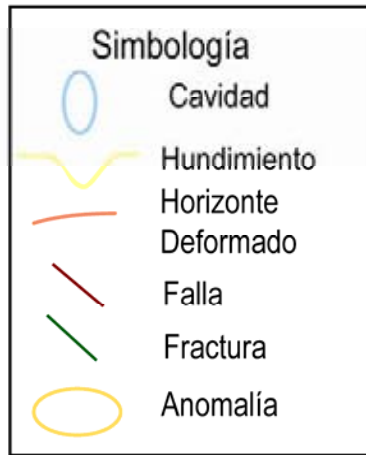 Simbología
Cavidad
Hundimiento
Horizonte
Deformado
Falla
Fractura
Anomalía